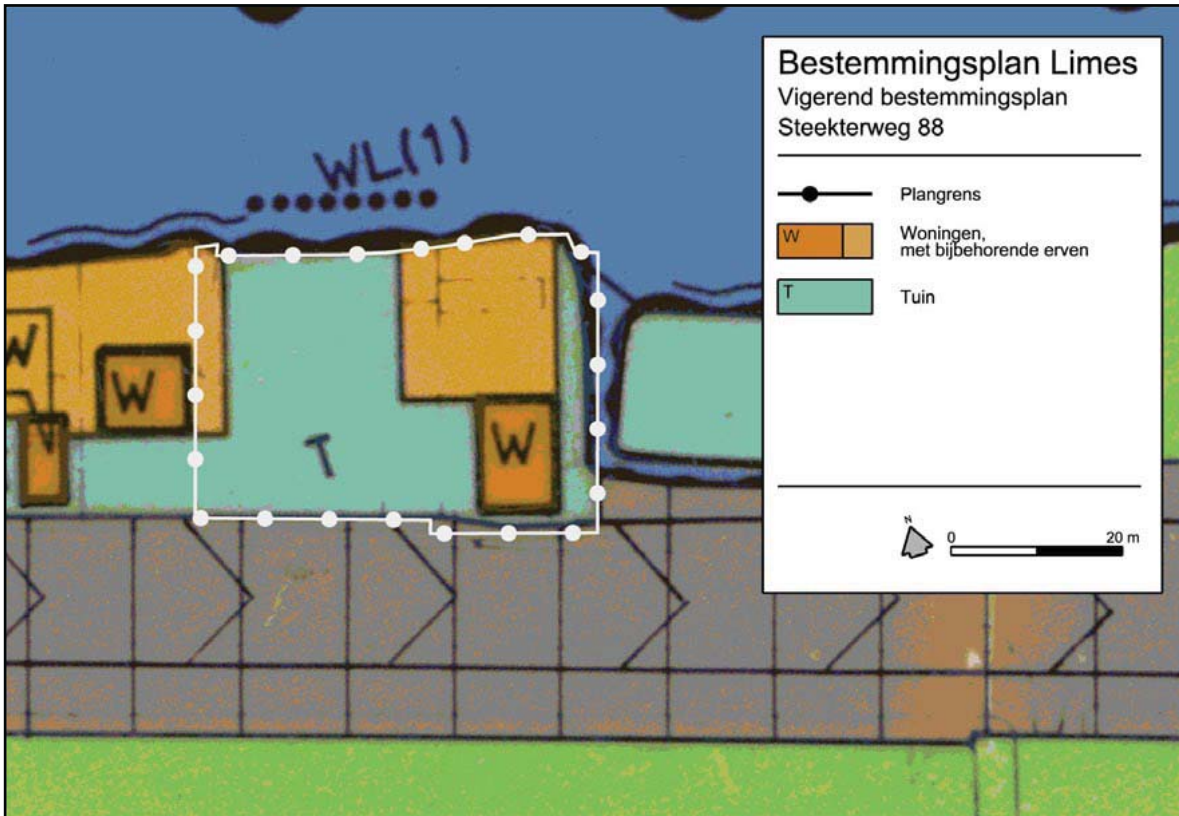 Bestemmingsplan Limes
Vigerend bestemmingsplan
Steekterweg 88
Plangrens
W
Woningen,
met bijbehorende erven
T
Tuin
N
0
20 m
WL(1)
W
W
W
W
T